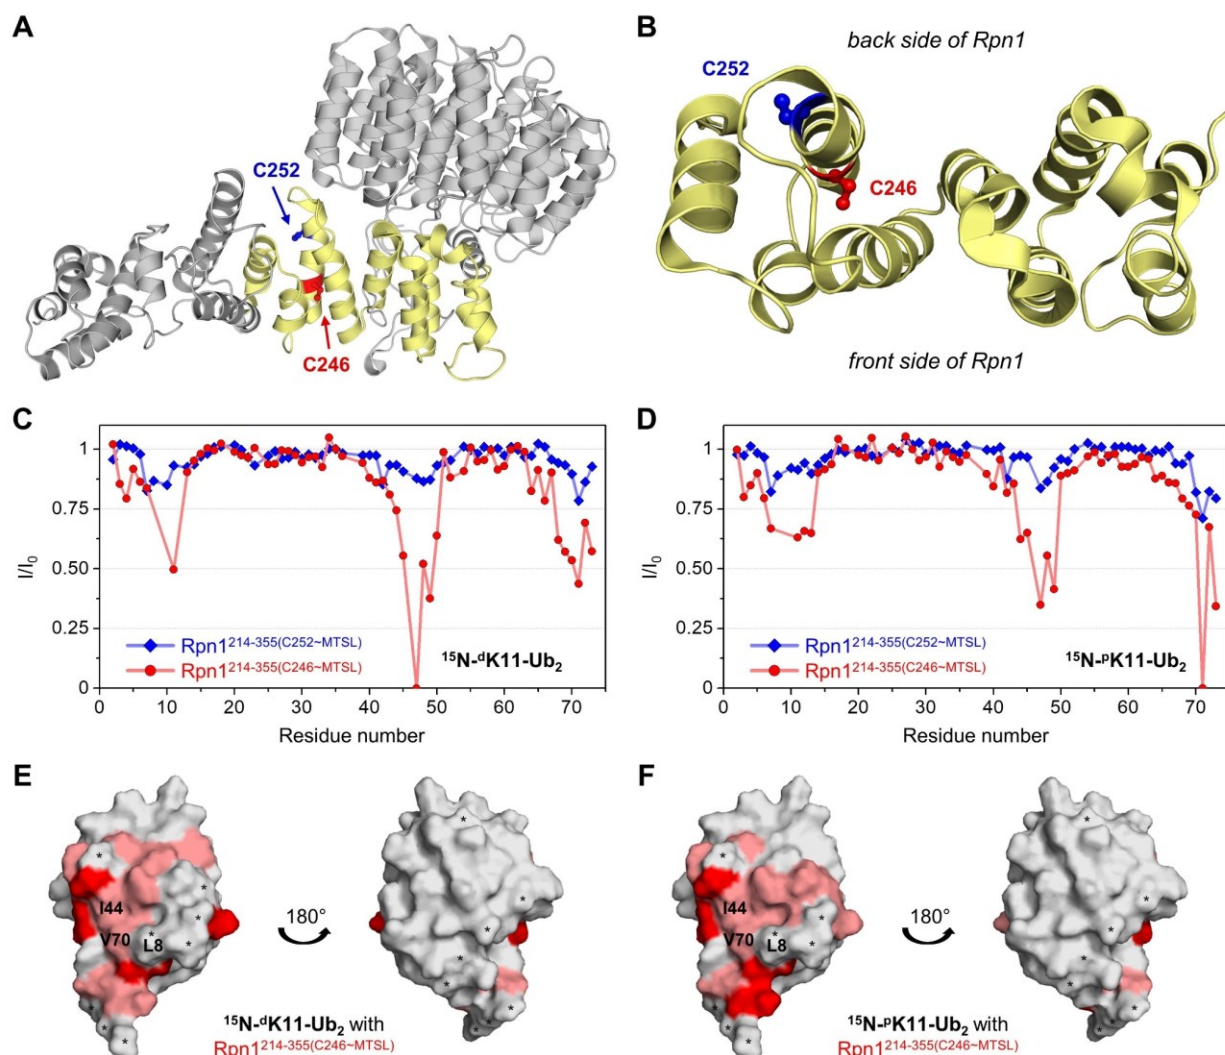 A
C252
C246
B
back side of Rpn1
C252
C246
front side of Rpn1
C
I/I0
1
0.75
0.50
0.25
0
0 10 20 30 40 50 60 70
Residue number
Rpn1214-355(C252~MTSL)
Rpn1214-355(C246~MTSL)
15N-dK11-Ub2
D
I/I0
1
0.75
0.50
0.25
0
0 10 20 30 40 50 60 70
Residue number
Rpn1214-355(C252~MTSL)
Rpn1214-355(C246~MTSL)
15N-pK11-Ub2
E
*
I44
*
*
V70
*
L8
*
*
*
180°
*
*
*
*
*
*
*
*
15N-dK11-Ub2 with
Rpn1214-355(C246~MTSL)
F
*
I44
V70
*
L8
*
*
*
*
180°
*
*
*
*
*
*
*
*
15N-pK11-Ub2 with
Rpn1214-355(C246~MTSL)